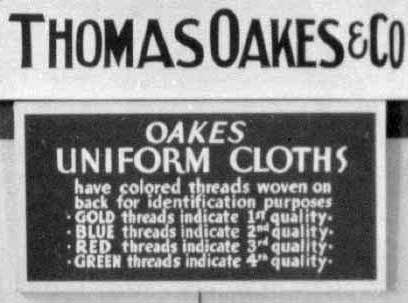 THOMAS OAKES & CO
OAKES
UNIFORM CLOTHS
have colored threads woven on
back for identification purposes
· GOLD threads indicate 1st quality ·
· BLUE threads indicate 2nd quality ·
· RED threads indicate 3rd quality ·
· GREEN threads indicate 4th quality ·